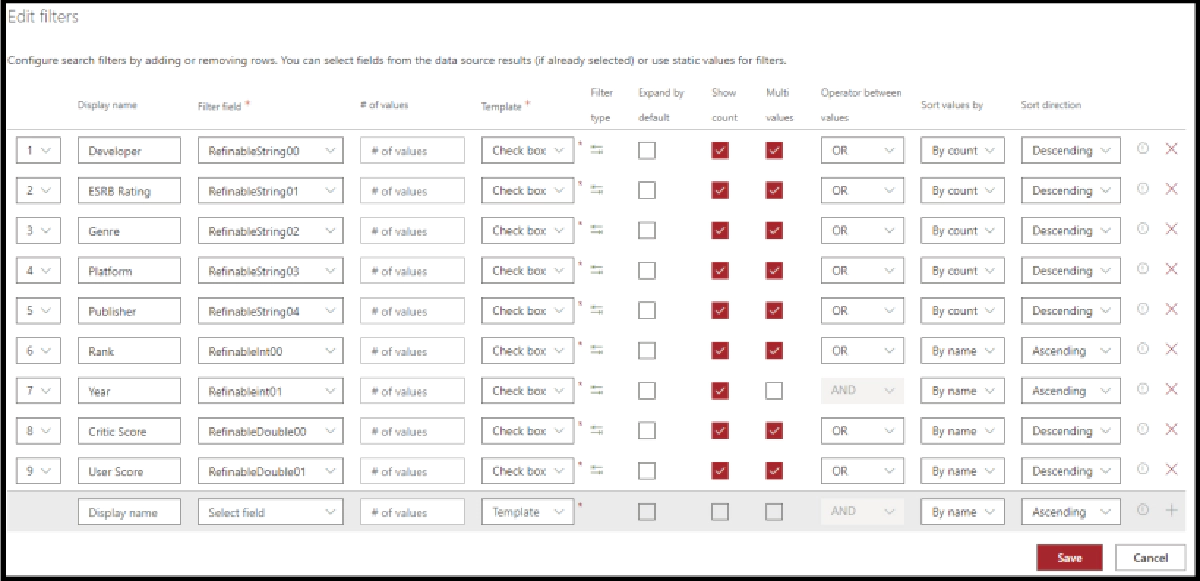 Edit filters
Configure search filters by adding or removing rows. You can select fields from the data source results (if already selected) or use static values for filters.
Display name Filter field * # of values Template * Filter type Expand by default Show count Multi values Operator between values Sort values by Sort direction
1 Developer RefinableString00 # of values Check box * OR By count Descending
2 ESRB Rating RefinableString01 # of values Check box * OR By count Descending
3 Genre RefinableString02 # of values Check box * OR By count Descending
4 Platform RefinableString03 # of values Check box * OR By count Descending
5 Publisher RefinableString04 # of values Check box * OR By count Descending
6 Rank RefinableInt00 # of values Check box * OR By name Ascending
7 Year Refinableint01 # of values Check box * AND By name Ascending
8 Critic Score RefinableDouble00 # of values Check box * OR By name Descending
9 User Score RefinableDouble01 # of values Check box * OR By name Descending
Display name Select field # of values Template * AND By name Ascending
Save Cancel